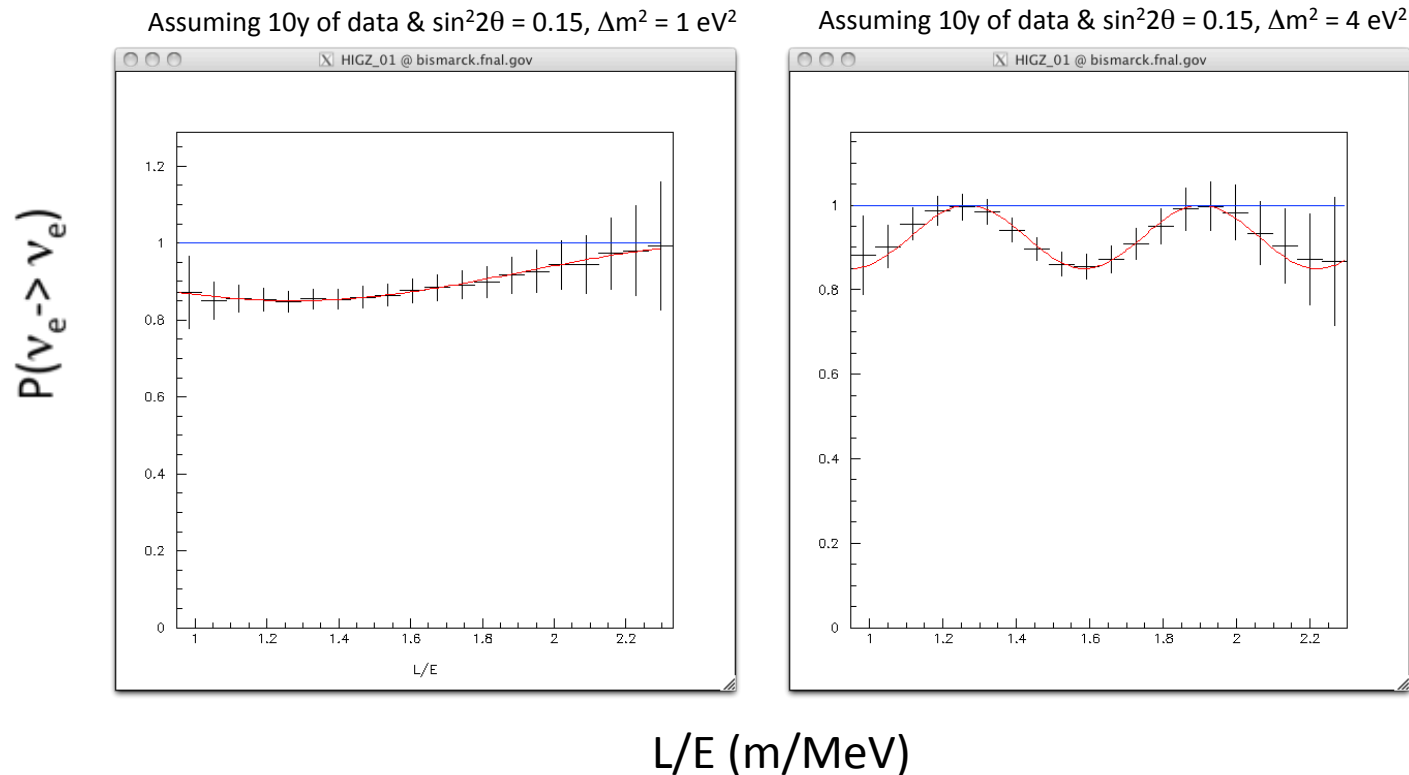 Assuming 10y of data & sin²2θ = 0.15, Δm² = 1 eV²
Assuming 10y of data & sin²2θ = 0.15, Δm² = 4 eV²
X HIGZ_01 @ bismarck.fnal.gov
X HIGZ_01 @ bismarck.fnal.gov
P(νₑ-> νₑ)
1.2
1
0.8
0.6
0.4
0.2
0
1 1.2 1.4 1.6 1.8 2 2.2
L/E
1
0.8
0.6
0.4
0.2
0
1 1.2 1.4 1.6 1.8 2 2.2
L/E (m/MeV)